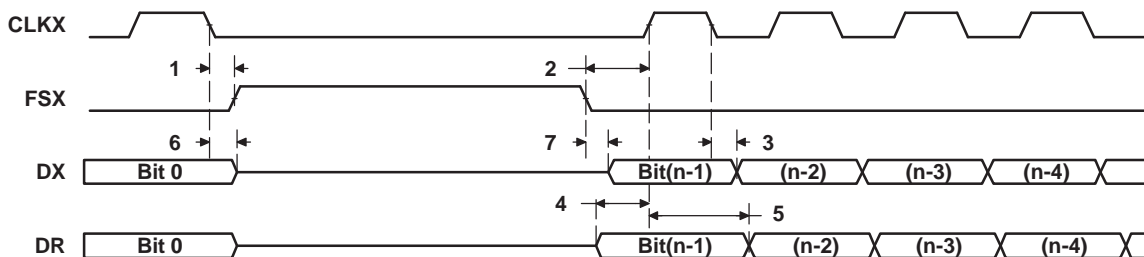 CLKX
1 2
FSX
6 7 3
DX Bit 0 Bit(n-1) (n-2) (n-3) (n-4)
4 5
DR Bit 0 Bit(n-1) (n-2) (n-3) (n-4)